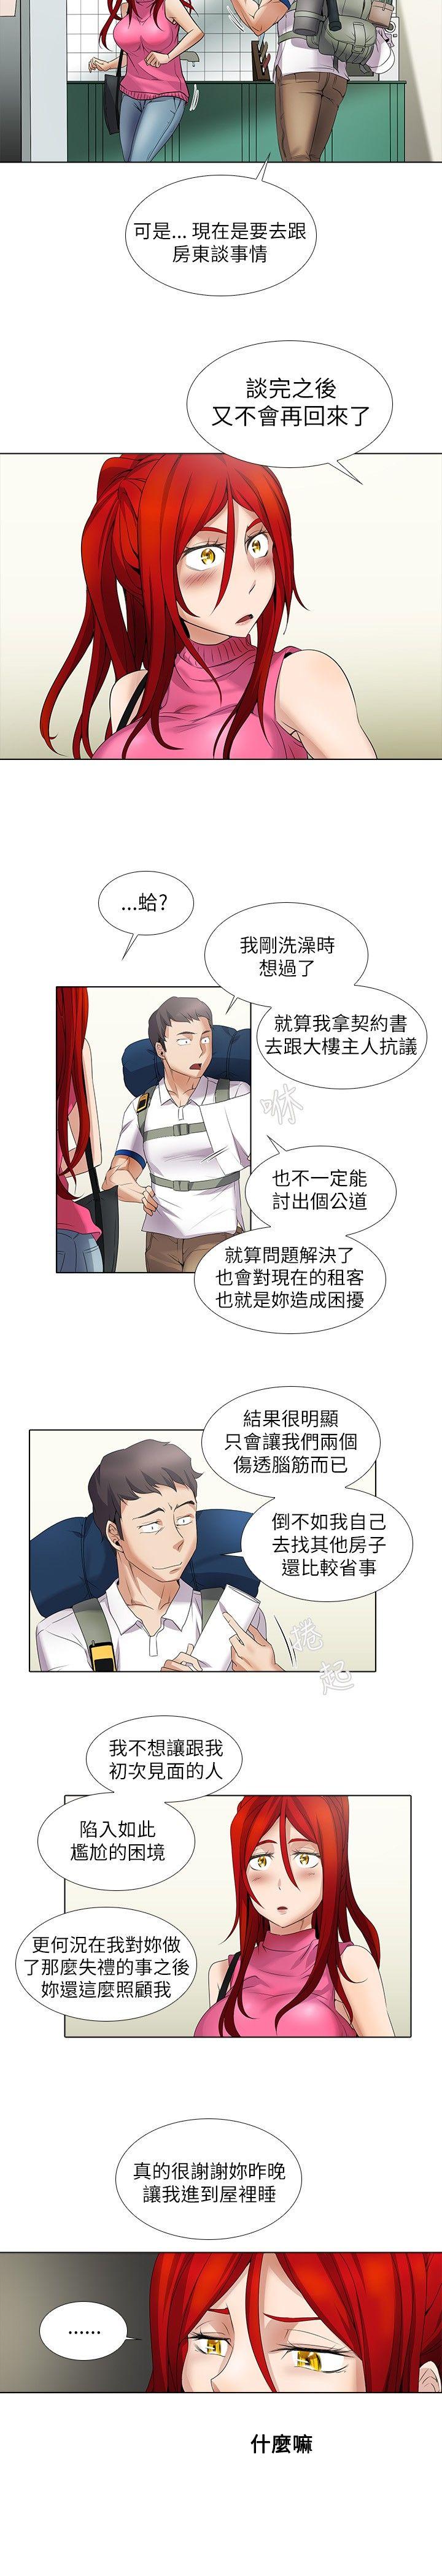 可是... 現在是要去跟
房東談事情
談完之後
又不會再回來了
...蛤?
我剛洗澡時
想過了
就算我拿契約書
去跟大樓主人抗議
咻
也不一定能
討出個公道
就算問題解決了
也會對現在的租客
也就是妳造成困擾
結果很明顯
只會讓我們兩個
傷透腦筋而已
倒不如我自己
去找其他房子
還比較省事
捲
起
我不想讓跟我
初次見面的人
陷入如此
尷尬的困境
更何況在我對妳做
了那麼失禮的事之後
妳還這麼照顧我
真的很謝謝妳昨晚
讓我進到屋裡睡
......
什麼嘛